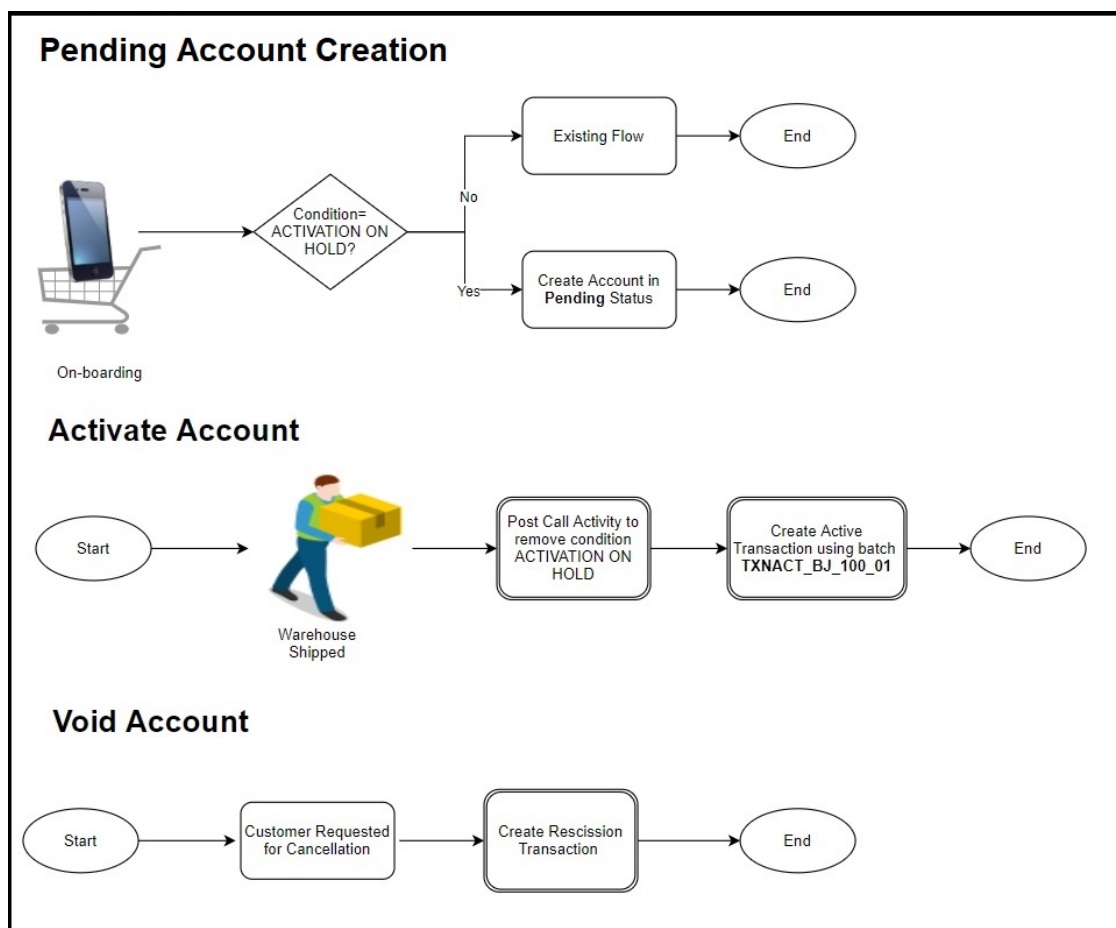 Pending Account Creation
Existing Flow
End
No
Condition=
ACTIVATION ON
HOLD?
Yes
Create Account in
Pending Status
End
On-boarding
Activate Account
Start
Warehouse
Shipped
Post Call Activity to
remove condition
ACTIVATION ON
HOLD
Create Active
Transaction using batch
TXNACT_BJ_100_01
End
Void Account
Start
Customer Requested
for Cancellation
Create Rescission
Transaction
End